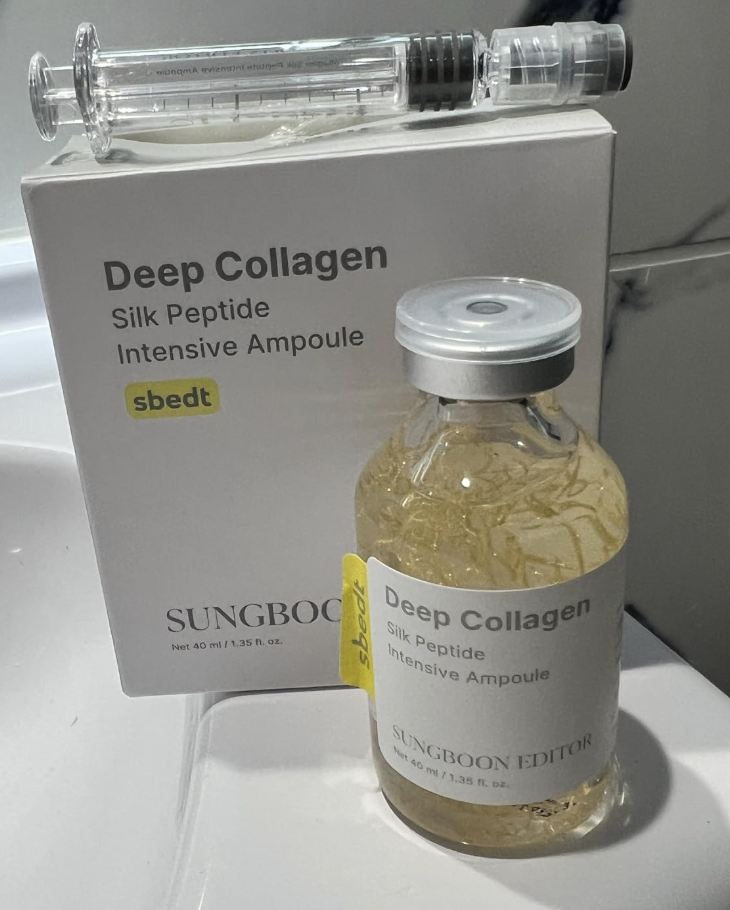 Deep Collagen
Silk Peptide
Intensive Ampoule
sbedt
SUNGBOO
Net 40 ml / 1.35 fl. oz.
sbedt
Deep Collagen
Silk Peptide
Intensive Ampoule
SUNGBOON EDITOR
Net 40 ml / 1.35 fl. oz.